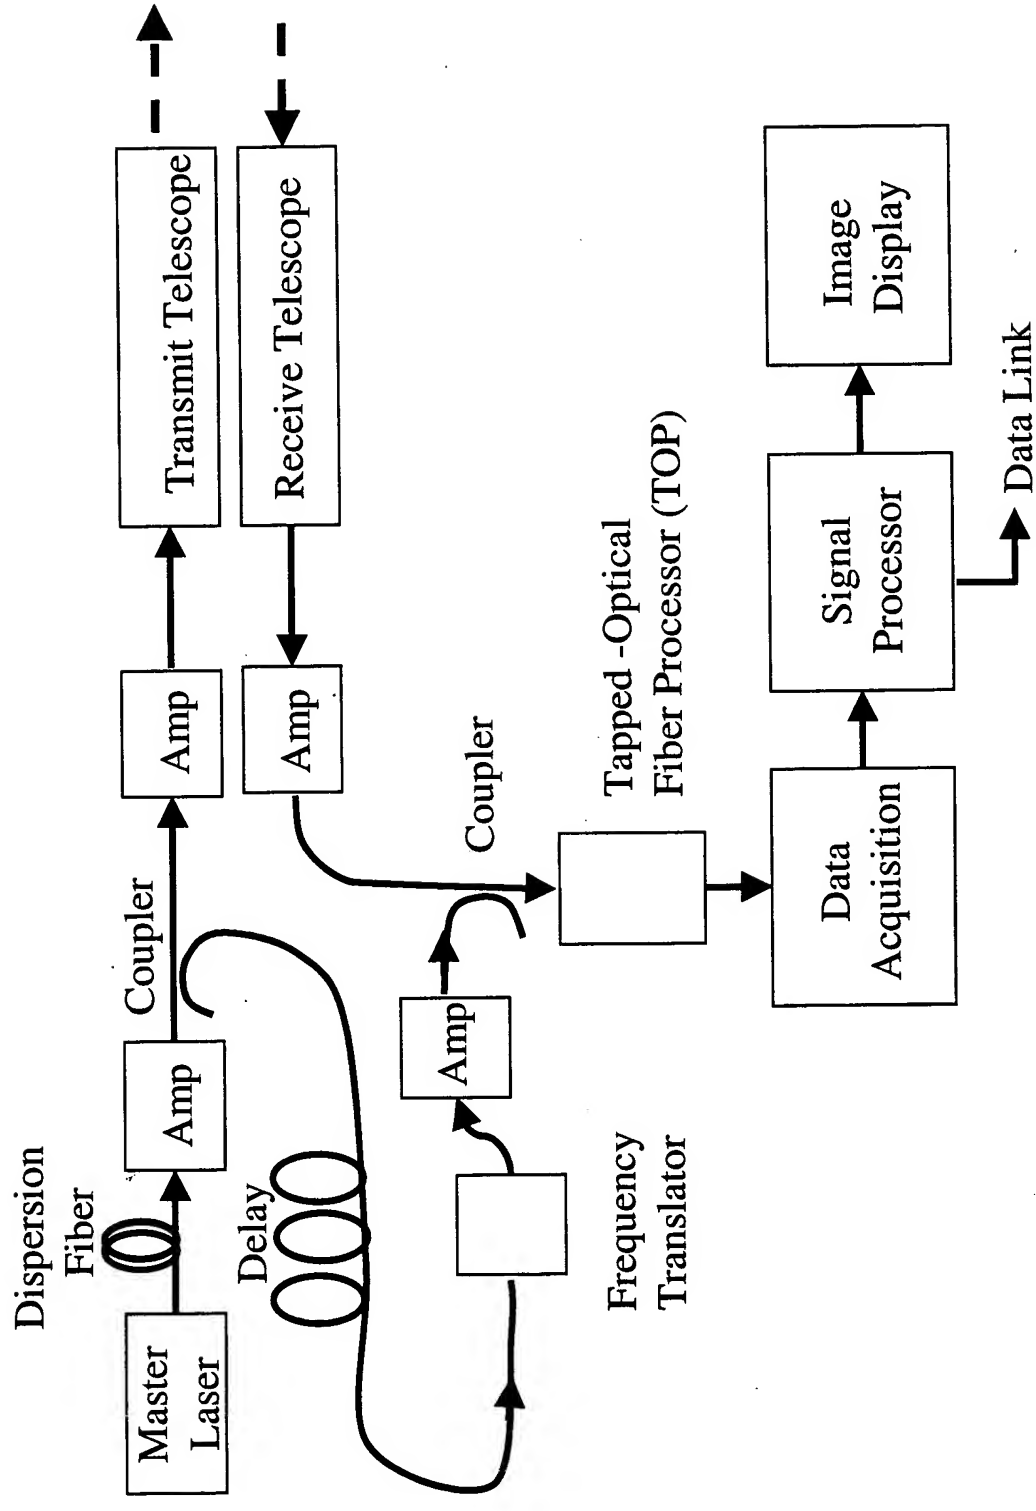 Dispersion
Fiber
Master
Laser
Amp
Coupler
Amp
Transmit Telescope
Delay
Amp
Receive Telescope
Frequency
Translator
Amp
Coupler
Tapped -Optical
Fiber Processor (TOP)
Data
Acquisition
Signal
Processor
Image
Display
Data Link